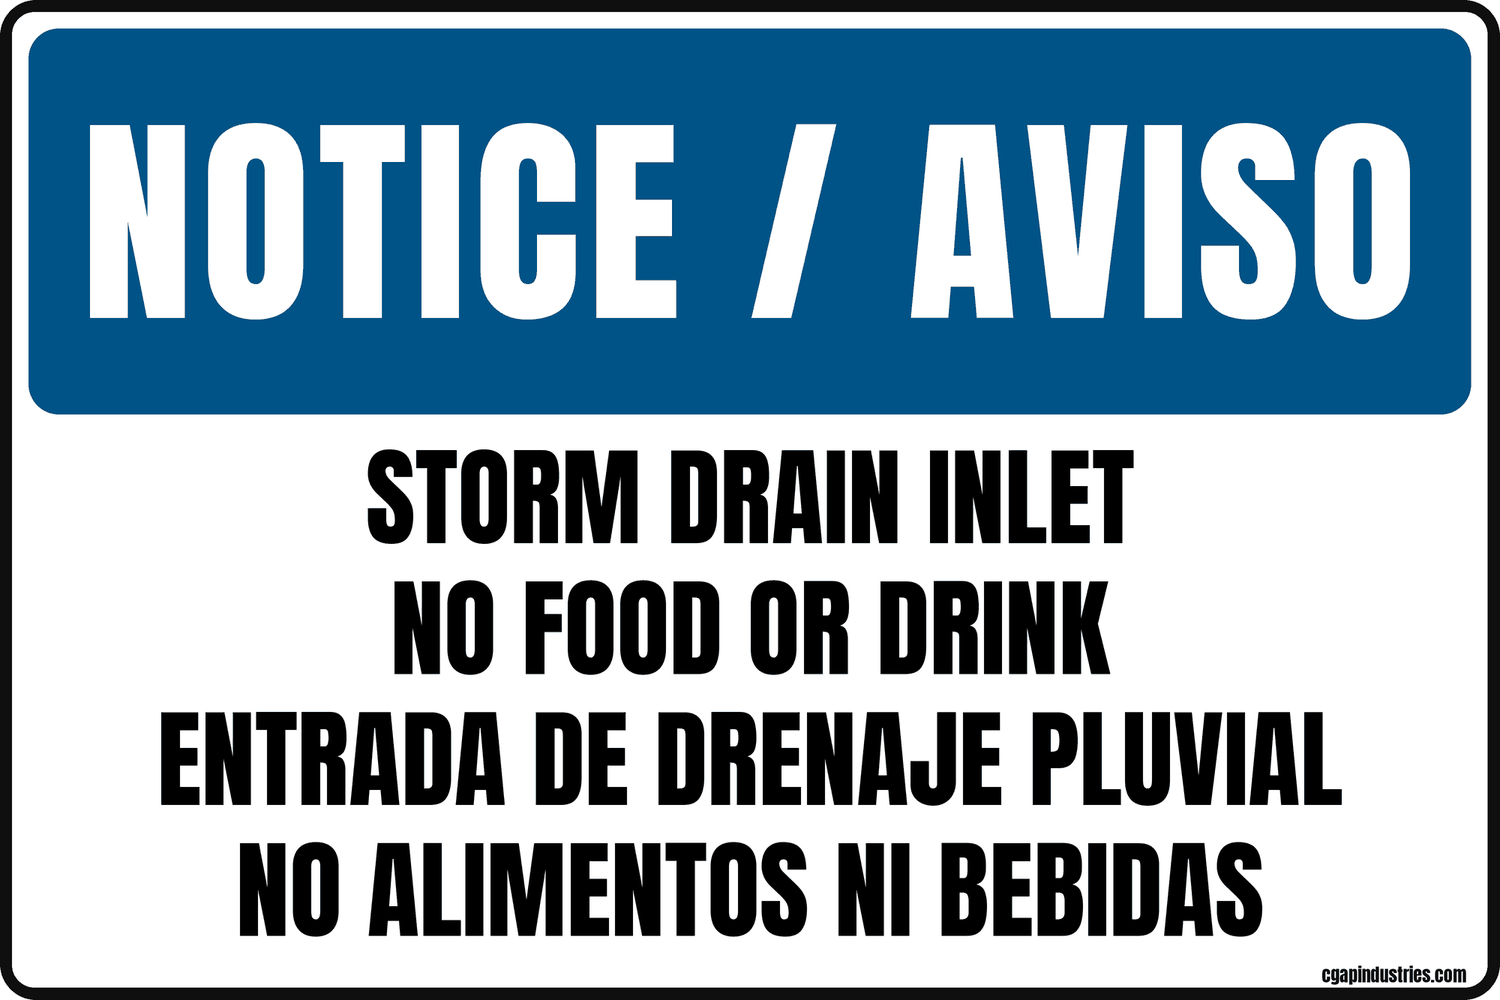 NOTICE / AVISO
STORM DRAIN INLET
NO FOOD OR DRINK
ENTRADA DE DRENAJE PLUVIAL
NO ALIMENTOS NI BEBIDAS
cgapindustries.com